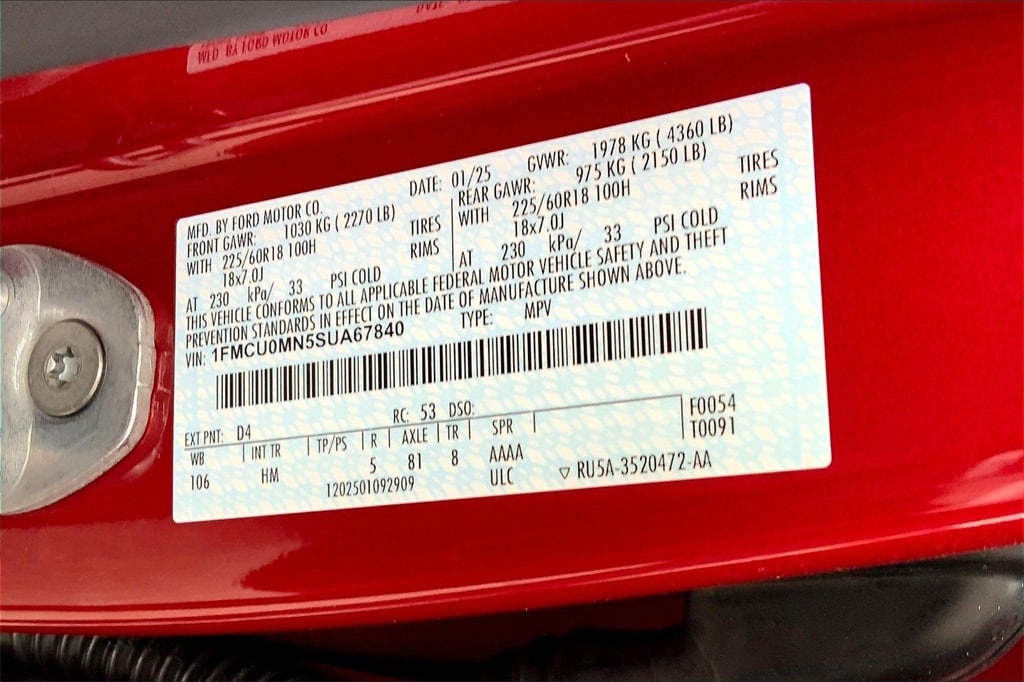 MFD. BY FORD MOTOR CO.
DATE: 01/25 GVWR: 1978 KG ( 4360 LB)
FRONT GAWR: 1030 KG ( 2270 LB)
WITH 225/60R18 100H TIRES
18x7.0J RIMS
AT 230 kPa/ 33 PSI COLD
REAR GAWR: 975 KG ( 2150 LB)
WITH 225/60R18 100H TIRES
18x7.0J RIMS
AT 230 kPa/ 33 PSI COLD
THIS VEHICLE CONFORMS TO ALL APPLICABLE FEDERAL MOTOR VEHICLE SAFETY AND THEFT
PREVENTION STANDARDS IN EFFECT ON THE DATE OF MANUFACTURE SHOWN ABOVE.
VIN: 1FMCU0MN5SUA67840 TYPE: MPV
EXT PNT: D4 RC: 53 DSO:
WB INT TR TP/PS R AXLE TR SPR F0054
106 HM 5 81 8 AAAA T0091
1202501092909 ULC ▽ RU5A-3520472-AA